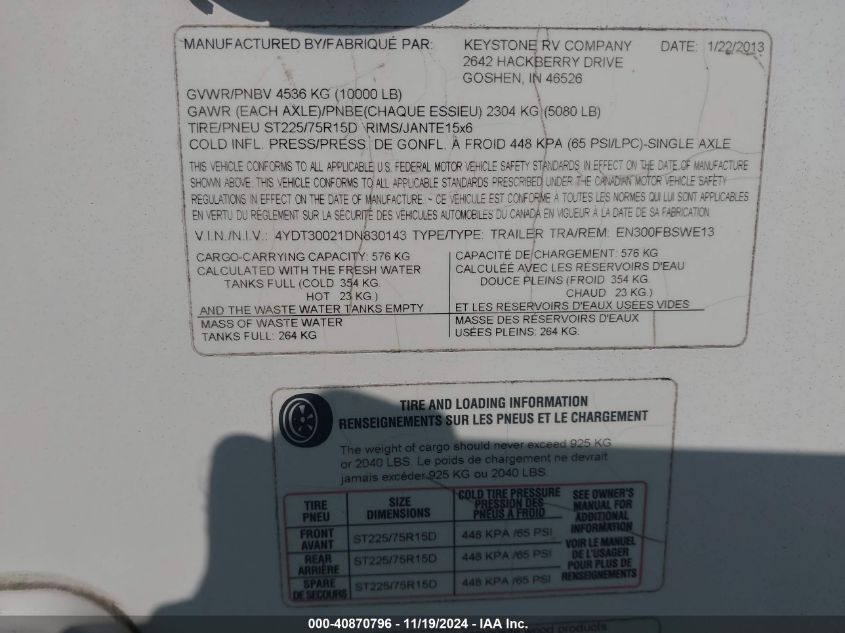 MANUFACTURED BY/FABRIQUÉ PAR: KEYSTONE RV COMPANY DATE: 1/22/2013
2642 HACKBERRY DRIVE
GOSHEN, IN 46526
GVWR/PNBV 4536 KG (10000 LB)
GAWR (EACH AXLE)/PNBE(CHAQUE ESSIEU) 2304 KG (5080 LB)
TIRE/PNEU ST225/75R15D RIMS/JANTE15x6
COLD INFL. PRESS/PRESS. DE GONFL. À FROID 448 KPA (65 PSI/LPC)-SINGLE AXLE
THIS VEHICLE CONFORMS TO ALL APPLICABLE U.S. FEDERAL MOTOR VEHICLE SAFETY STANDARDS IN EFFECT ON THE DATE OF MANUFACTURE
SHOWN ABOVE. THIS VEHICLE CONFORMS TO ALL APPLICABLE STANDARDS PRESCRIBED UNDER THE CANADIAN MOTOR VEHICLE SAFETY
REGULATIONS IN EFFECT ON THE DATE OF MANUFACTURE. - CE VÉHICULE EST CONFORME À TOUTES LES NORMES QUI LUI SONT APPLICABLES
EN VERTU DU REGLEMENT SUR LA SÉCURITÉ DES VÉHICULES AUTOMOBILES DU CANADA EN VIGUEUR À LA DATE DE SA FABRICATION.
V.I.N./N.I.V.: 4YDT30021DN830143 TYPE/TYPE: TRAILER TRA/REM: EN300FBSWE13
CARGO-CARRYING CAPACITY: 576 KG
CALCULATED WITH THE FRESH WATER
TANKS FULL (COLD 354 KG.
HOT 23 KG.)
AND THE WASTE WATER TANKS EMPTY
MASS OF WASTE WATER
TANKS FULL: 264 KG
CAPACITÉ DE CHARGEMENT: 576 KG
CALCULÉE AVEC LES RÉSERVOIRS D'EAU
DOUCE PLEINS (FROID 354 KG.
CHAUD 23 KG.)
ET LES RÉSERVOIRS D'EAUX USÉES VIDES
MASSE DES RÉSERVOIRS D'EAUX
USÉES PLEINS: 264 KG.
TIRE AND LOADING INFORMATION
RENSEIGNEMENTS SUR LES PNEUS ET LE CHARGEMENT
The weight of cargo should never exceed 925 KG
or 2040 LBS. Le poids de chargement ne devrait
jamais excéder 925 KG ou 2040 LBS.
TIRE
PNEU
SIZE
DIMENSIONS
COLD TIRE PRESSURE
PRESSION DES
PNEUS A FROID
FRONT
AVANT
ST225/75R15D 448 KPA /65 PSI
REAR
ARRIÈRE
ST225/75R15D 448 KPA /65 PSI
SPARE
DE SECOURS
ST225/75R15D 448 KPA /65 PSI
SEE OWNER'S
MANUAL FOR
ADDITIONAL
INFORMATION
VOIR LE MANUEL
DE L'USAGER
POUR PLUS DE
RENSEIGNEMENTS
000-40870796 - 11/19/2024 - IAA Inc.
wood products